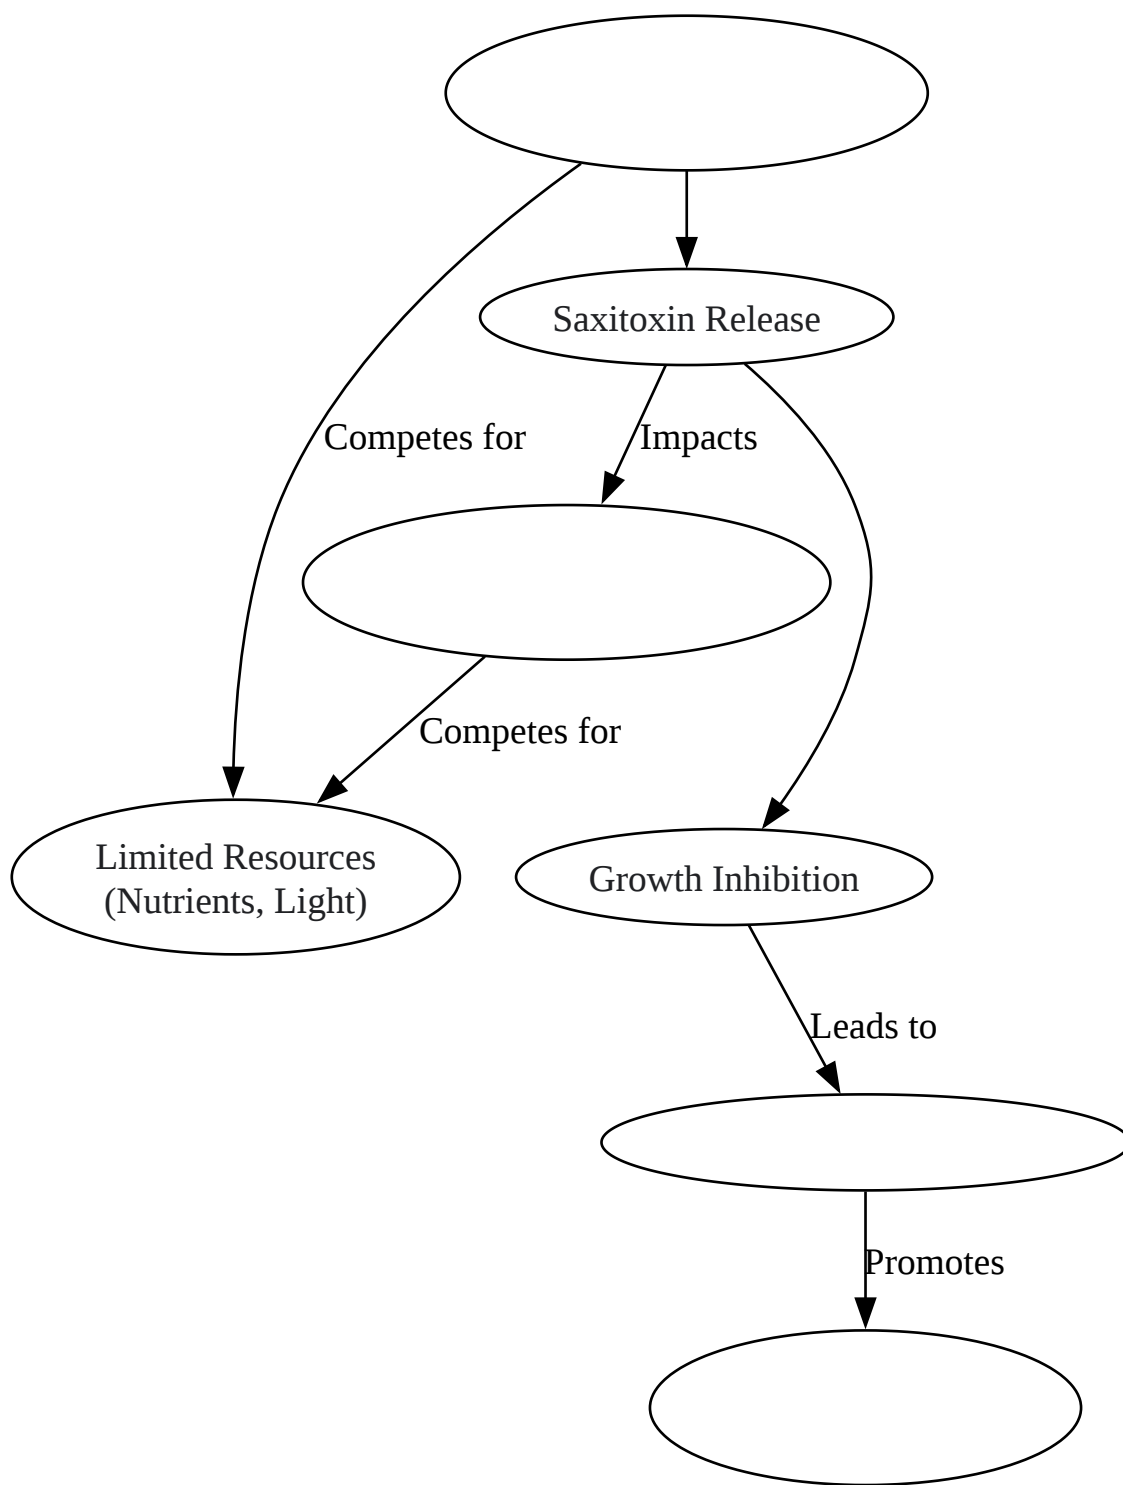 Saxitoxin Release
Competes for
Impacts
Competes for
Limited Resources
(Nutrients, Light)
Growth Inhibition
Leads to
Promotes